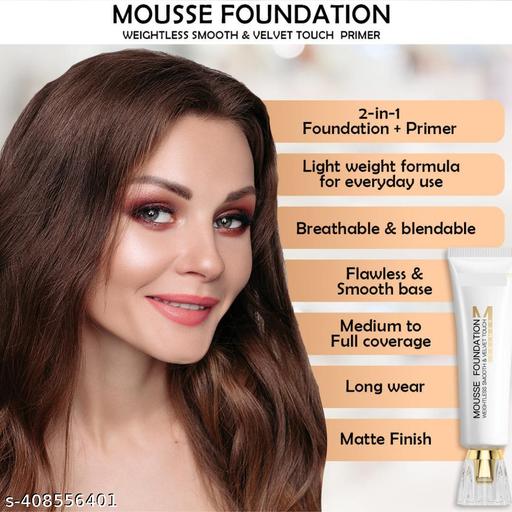 MOUSSE FOUNDATION
WEIGHTLESS SMOOTH & VELVET TOUCH PRIMER
2-in-1
Foundation + Primer
Light weight formula
for everyday use
Breathable & blendable
Flawless &
Smooth base
Medium to
Full coverage
Long wear
Matte Finish
M
MOUSSE FOUNDATION
WEIGHTLESS SMOOTH & VELVET TOUCH
s-408556401